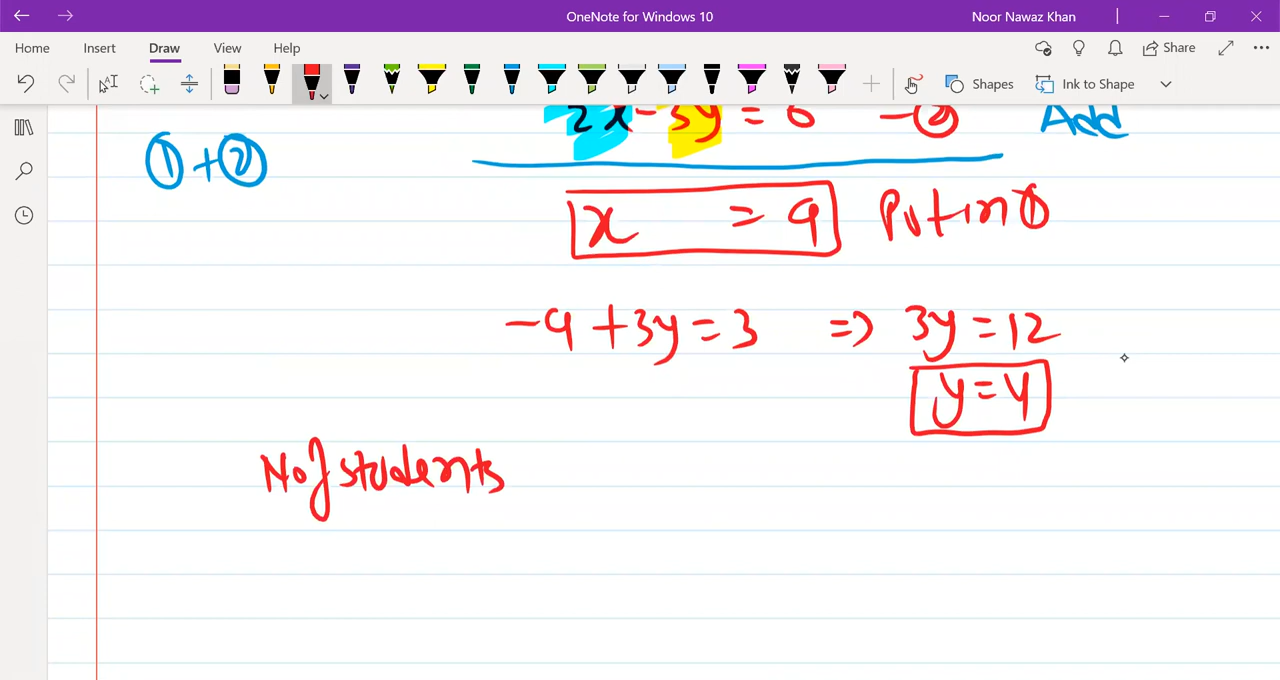 OneNote for Windows 10
Noor Nawaz Khan
Home Insert Draw View Help
Share
Shapes
Ink to Shape
2x - 3y = 6 - ② Add
① + ②
x = 9 Put in ①
-9 + 3y = 3 => 3y = 12
y = 4
No of students